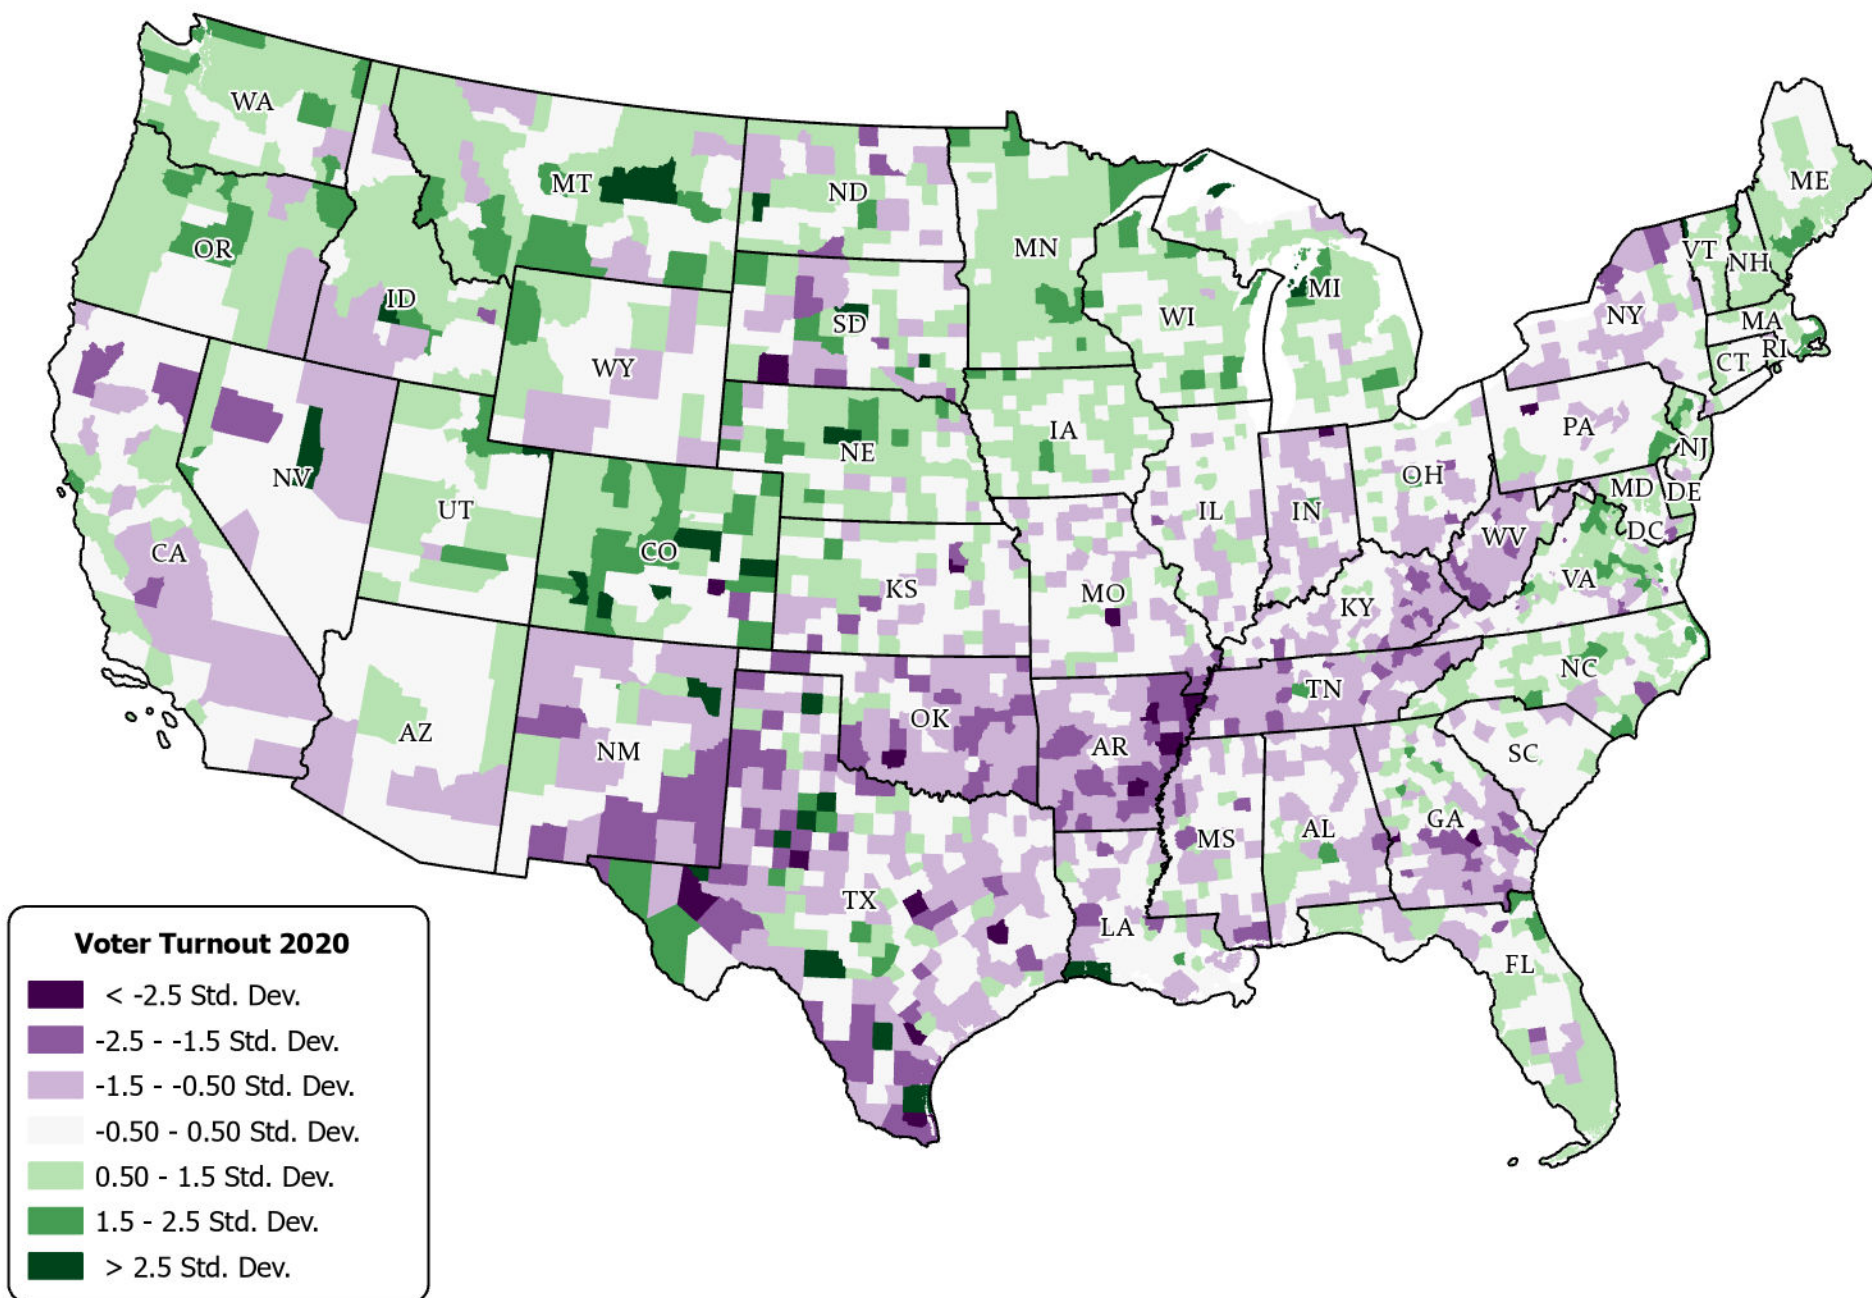 WA
MT
ND
MN
ME
OR
ID
SD
WI
MI
VT
NH
NY
MA
RI
CT
WY
IA
NE
PA
NJ
NV
UT
CO
IL
IN
OH
MD
DE
DC
WV
CA
KS
MO
KY
VA
AZ
NM
OK
AR
TN
NC
SC
MS
AL
GA
TX
LA
FL
Voter Turnout 2020
< -2.5 Std. Dev.
-2.5 - -1.5 Std. Dev.
-1.5 - -0.50 Std. Dev.
-0.50 - 0.50 Std. Dev.
0.50 - 1.5 Std. Dev.
1.5 - 2.5 Std. Dev.
> 2.5 Std. Dev.